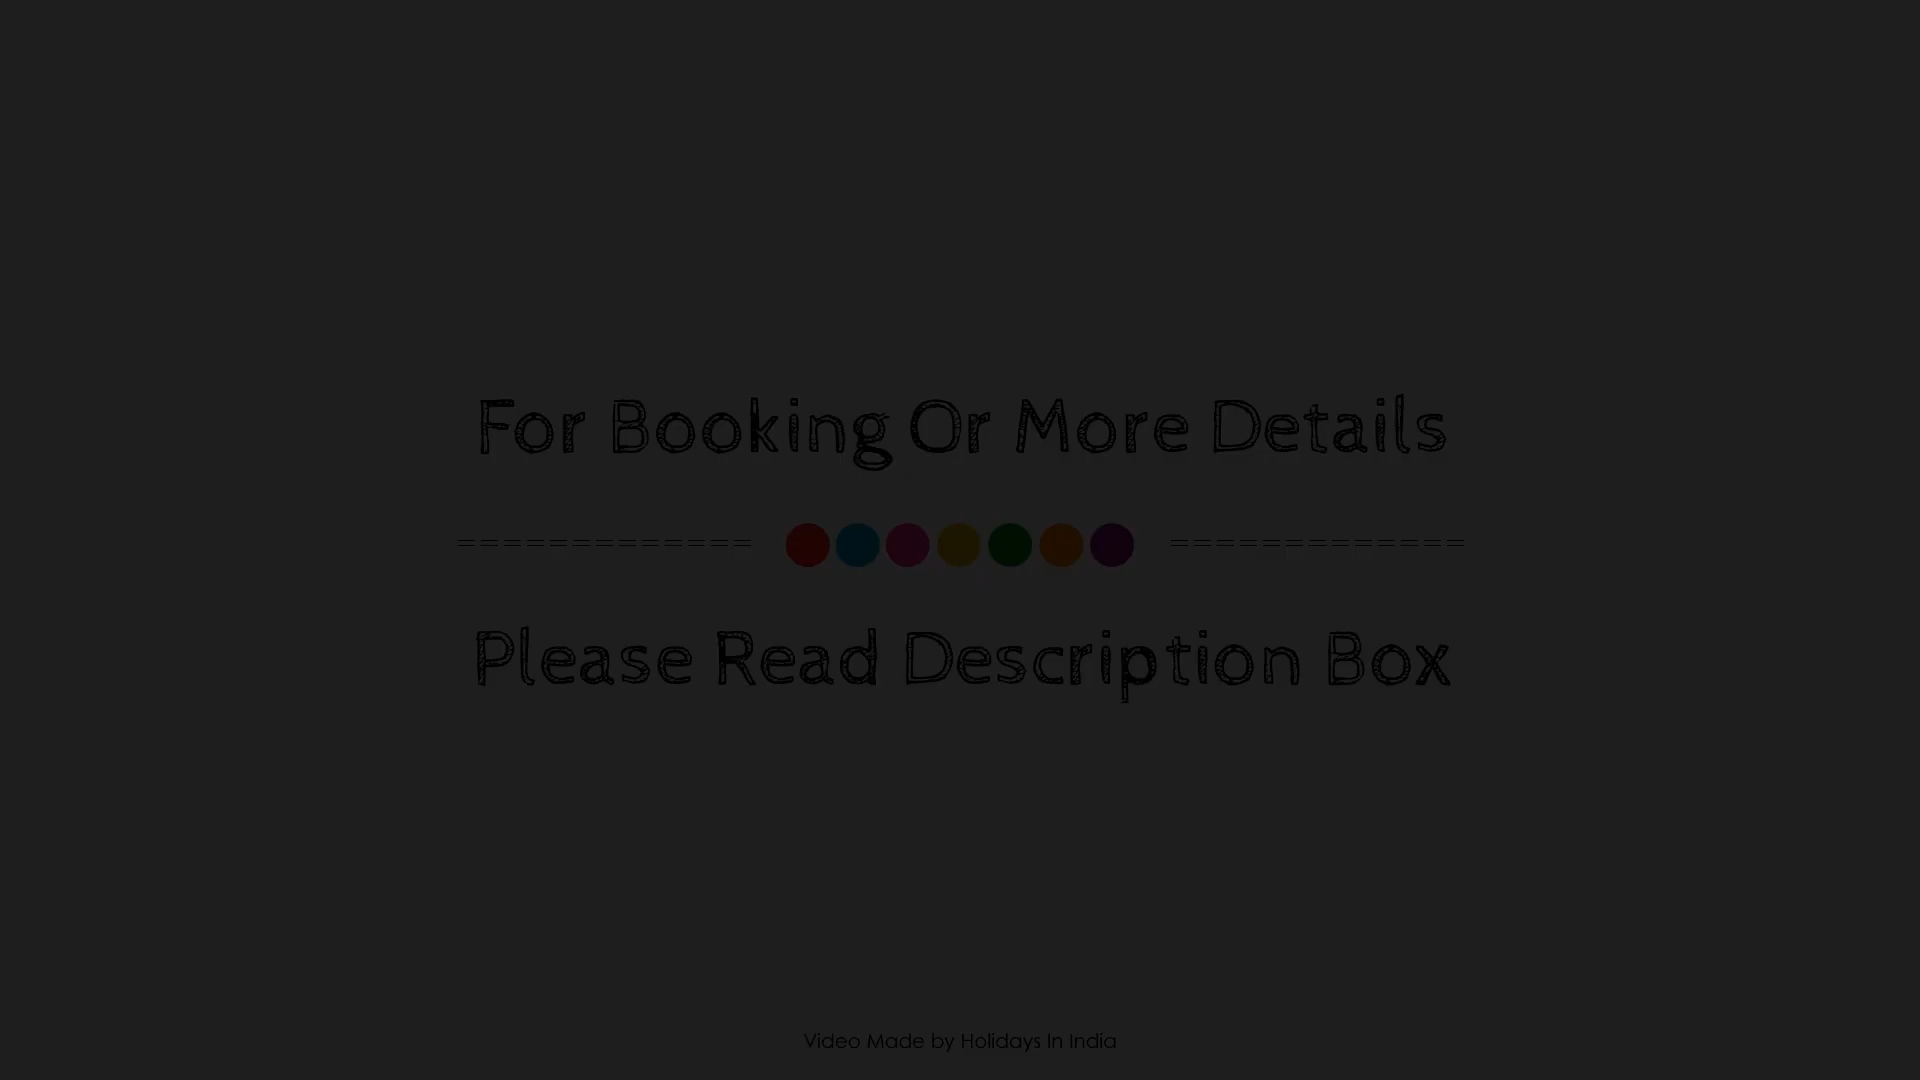 For Booking Or More Details
============= =============
Please Read Description Box
Video Made by Holidays In India